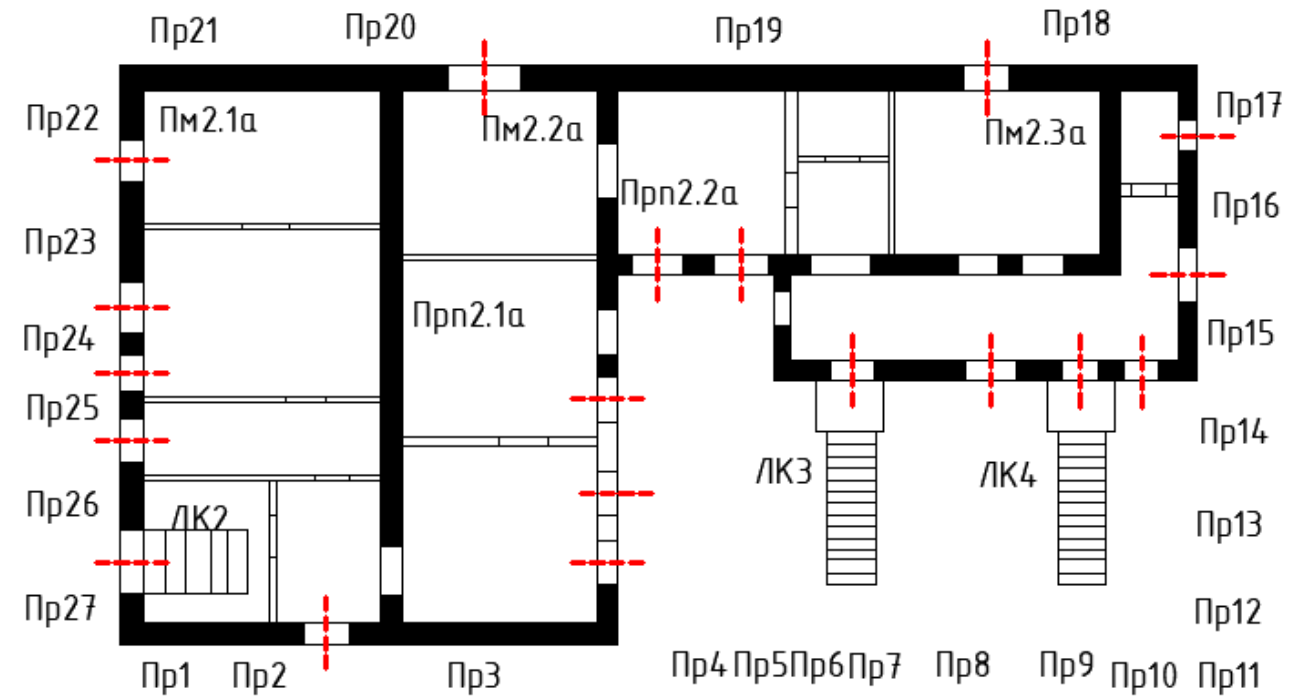 Пр21
Пр20
Пр19
Пр18
Пр22
Пм2.1а
Пм2.2а
Пм2.3а
Пр17
Прп2.2а
Пр16
Пр23
Прп2.1а
Пр24
Пр15
Пр25
Пр14
ЛК3
ЛК4
Пр26
ЛК2
Пр13
Пр27
Пр12
Пр1
Пр2
Пр3
Пр4
Пр5
Пр6
Пр7
Пр8
Пр9
Пр10
Пр11